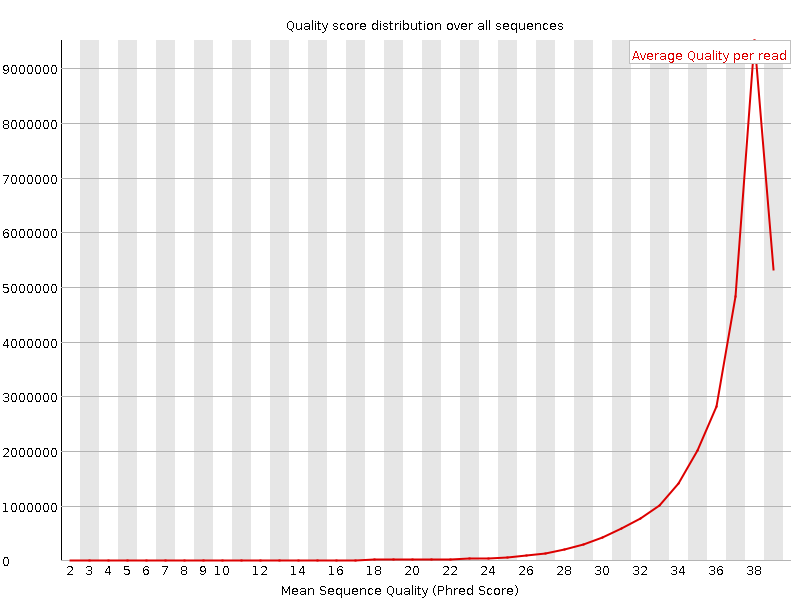 Quality score distribution over all sequences
Average Quality per read
9000000
8000000
7000000
6000000
5000000
4000000
3000000
2000000
1000000
0
2 3 4 5 6 7 8 9 10 12 14 16 18 20 22 24 26 28 30 32 34 36 38
Mean Sequence Quality (Phred Score)